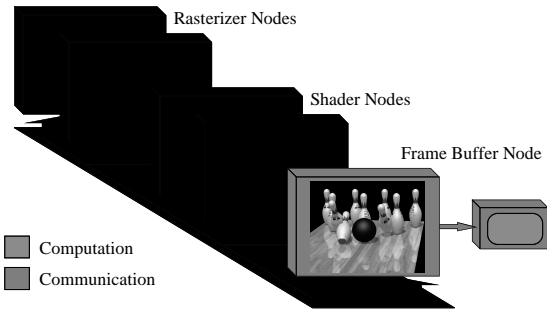 Rasterizer Nodes
Shader Nodes
Frame Buffer Node
Computation
Communication